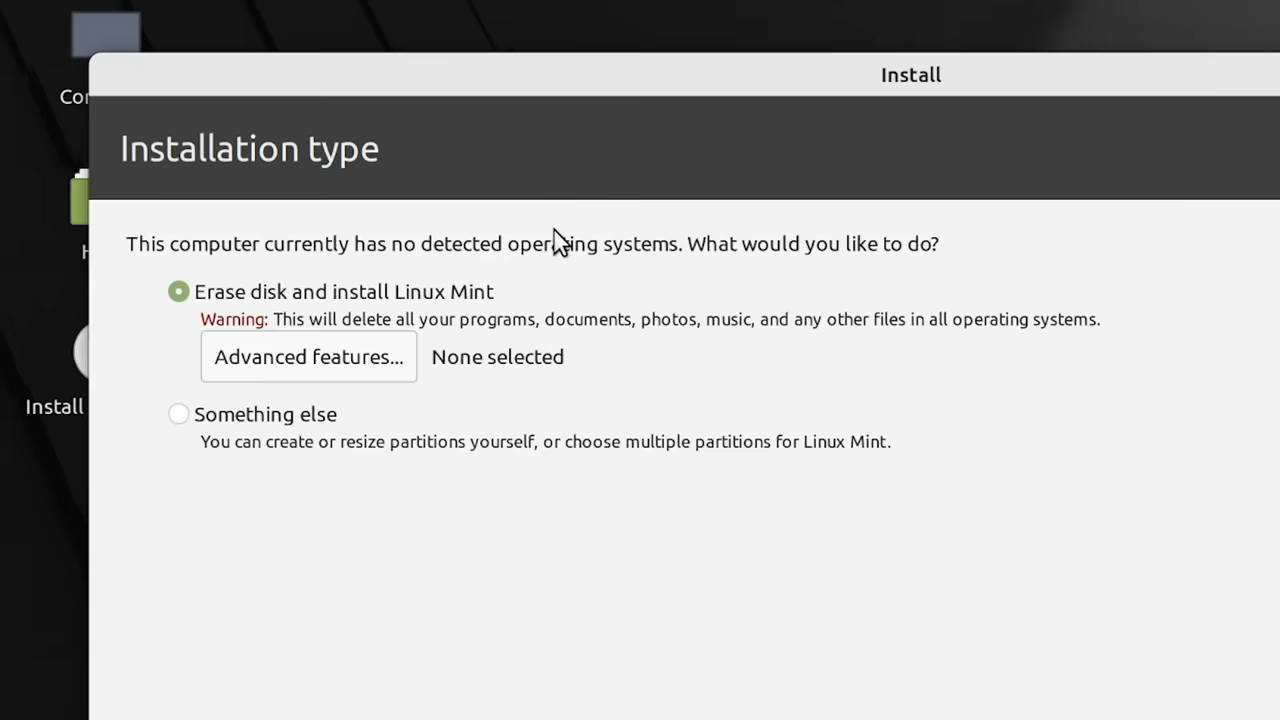 Install
Installation type
This computer currently has no detected operating systems. What would you like to do?
Erase disk and install Linux Mint
Warning: This will delete all your programs, documents, photos, music, and any other files in all operating systems.
Advanced features... None selected
Something else
You can create or resize partitions yourself, or choose multiple partitions for Linux Mint.
Install